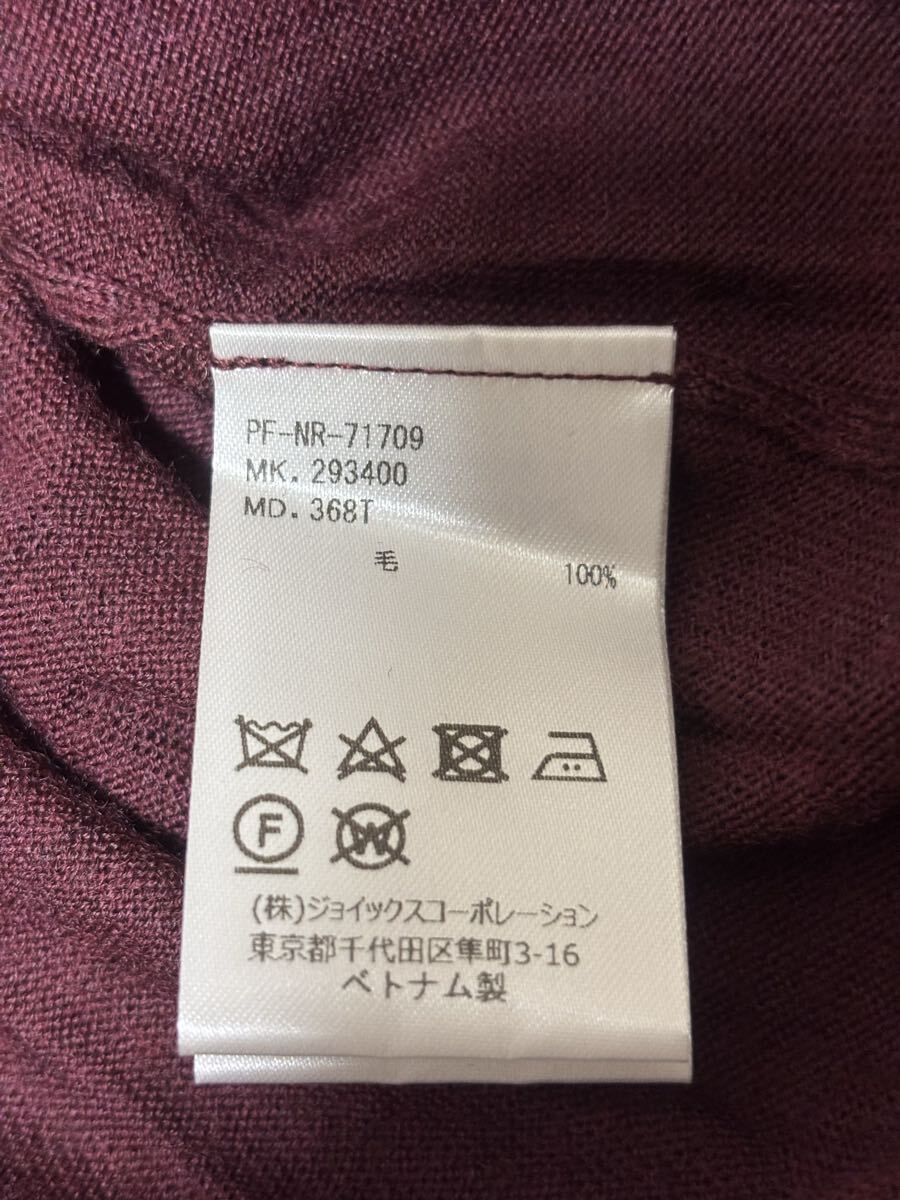 PF-NR-71709
MK. 293400
MD. 368T
毛 100%
F W
(株)ジョイックスコーポレーション
東京都千代田区隼町3-16
ベトナム製